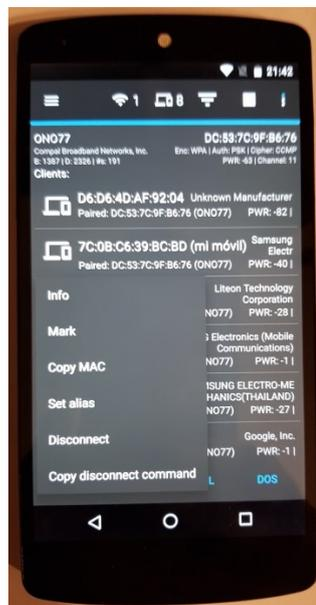 21:42
1 8
ONO77 DC:53:7C:9F:B6:76
Compal Broadband Networks, Inc. Enc: WPA | Auth: PSK | Cipher: CCMP
B: 1387 | D: 2326 | #s: 191 PWR: -63 | Channel: 11
Clients:
D6:D6:4D:AF:92:04 Unknown Manufacturer
Paired: DC:53:7C:9F:B6:76 (ONO77) PWR: -82 |
7C:0B:C6:39:BC:BD (mi móvil) Samsung Electr
Paired: DC:53:7C:9F:B6:76 (ONO77) PWR: -40 |
Liteon Technology
Corporation
NO77) PWR: -28 |
Electronics (Mobile
Communications)
NO77) PWR: -1 |
SUNG ELECTRO-ME
HANICS(THAILAND)
NO77) PWR: -27 |
Google, Inc.
NO77) PWR: -1 |
L DOS
Info
Mark
Copy MAC
Set alias
Disconnect
Copy disconnect command